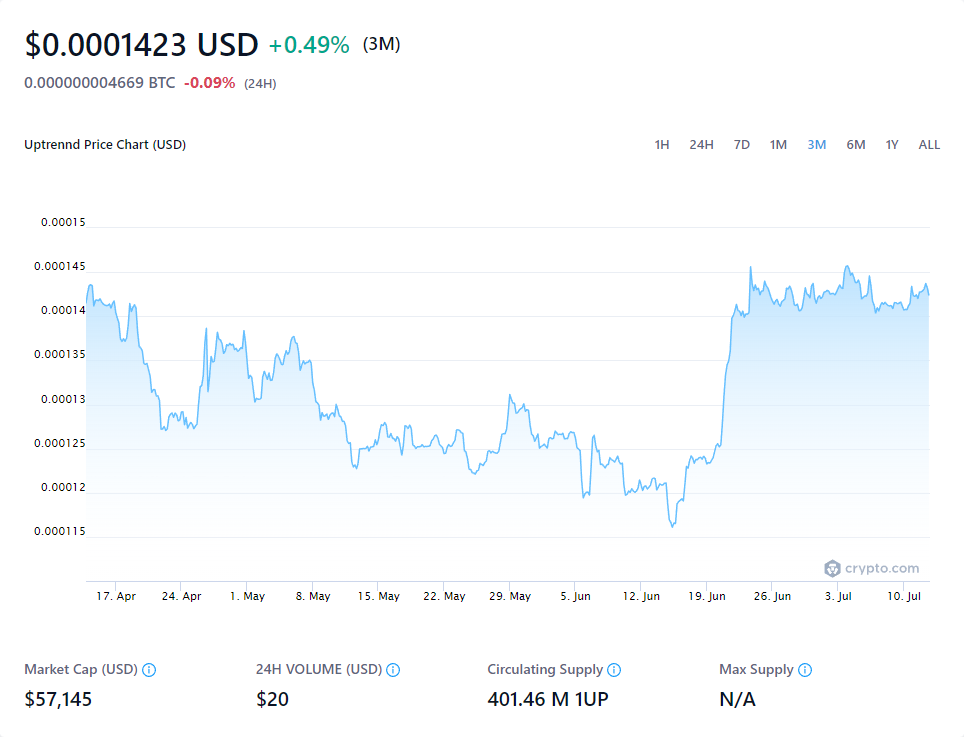 $0.0001423 USD +0.49% (3M)
0.000000004669 BTC -0.09% (24H)
Uptrennd Price Chart (USD) 1H 24H 7D 1M 3M 6M 1Y ALL
0.00015
0.000145
0.00014
0.000135
0.00013
0.000125
0.00012
0.000115
crypto.com
17. Apr 24. Apr 1. May 8. May 15. May 22. May 29. May 5. Jun 12. Jun 19. Jun 26. Jun 3. Jul 10. Jul
Market Cap (USD) 24H VOLUME (USD) Circulating Supply Max Supply
$57,145 $20 401.46 M 1UP N/A